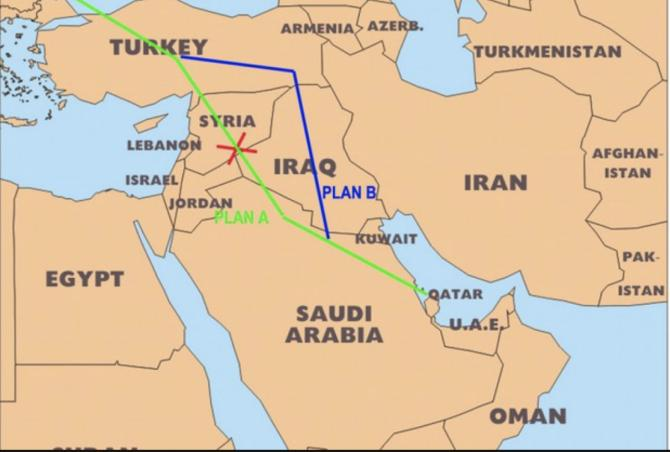 TURKEY
ARMENIA
AZERB.
TURKMENISTAN
SYRIA
LEBANON
ISRAEL
IRAQ
AFGHAN-
ISTAN
IRAN
JORDAN
PLAN A
PLAN B
KUWAIT
PAK-
ISTAN
EGYPT
QATAR
SAUDI
ARABIA
U.A.E.
OMAN